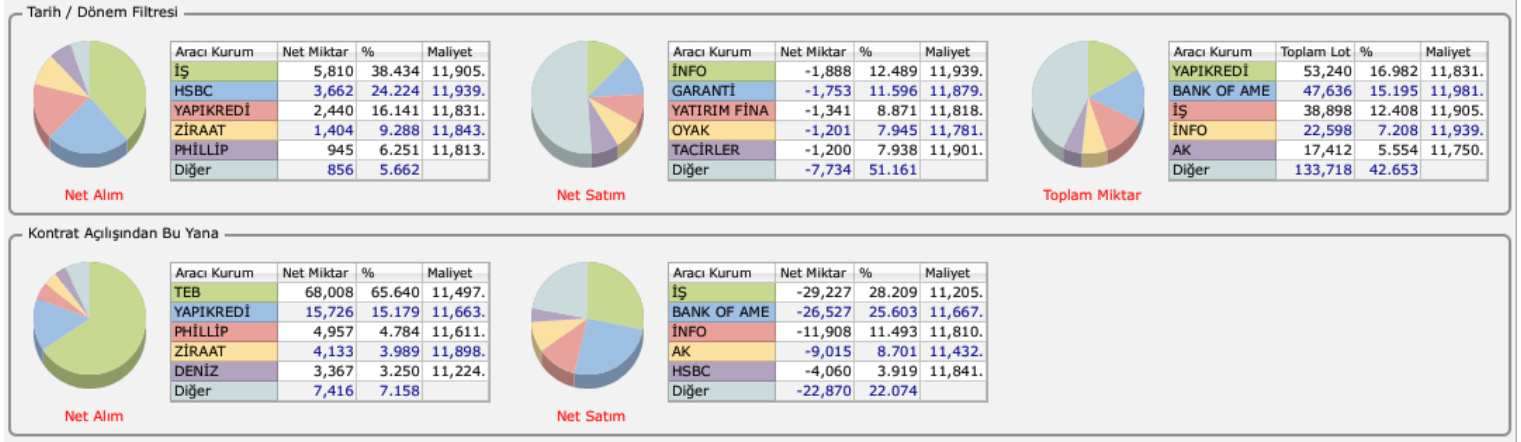 Tarih / Dönem Filtresi
Aracı Kurum Net Miktar % Maliyet
İŞ 5,810 38.434 11,905.
HSBC 3,662 24.224 11,939.
YAPIKREDİ 2,440 16.141 11,831.
ZİRAAT 1,404 9.288 11,843.
PHİLLİP 945 6.251 11,813.
Diğer 856 5.662
Net Alım
Aracı Kurum Net Miktar % Maliyet
İNFO -1,888 12.489 11,939.
GARANTİ -1,753 11.596 11,879.
YATIRIM FİNA -1,341 8.871 11,818.
OYAK -1,201 7.945 11,781.
TACİRLER -1,200 7.938 11,901.
Diğer -7,734 51.161
Net Satım
Aracı Kurum Toplam Lot % Maliyet
YAPIKREDİ 53,240 16.982 11,831.
BANK OF AME 47,636 15.195 11,981.
İŞ 38,898 12.408 11,905.
İNFO 22,598 7.208 11,939.
AK 17,412 5.554 11,750.
Diğer 133,718 42.653
Toplam Miktar
Kontrat Açılışından Bu Yana
Aracı Kurum Net Miktar % Maliyet
TEB 68,008 65.640 11,497.
YAPIKREDİ 15,726 15.179 11,663.
PHİLLİP 4,957 4.784 11,611.
ZİRAAT 4,133 3.989 11,898.
DENİZ 3,367 3.250 11,224.
Diğer 7,416 7.158
Net Alım
Aracı Kurum Net Miktar % Maliyet
İŞ -29,227 28.209 11,205.
BANK OF AME -26,527 25.603 11,667.
İNFO -11,908 11.493 11,810.
AK -9,015 8.701 11,432.
HSBC -4,060 3.919 11,841.
Diğer -22,870 22.074
Net Satım